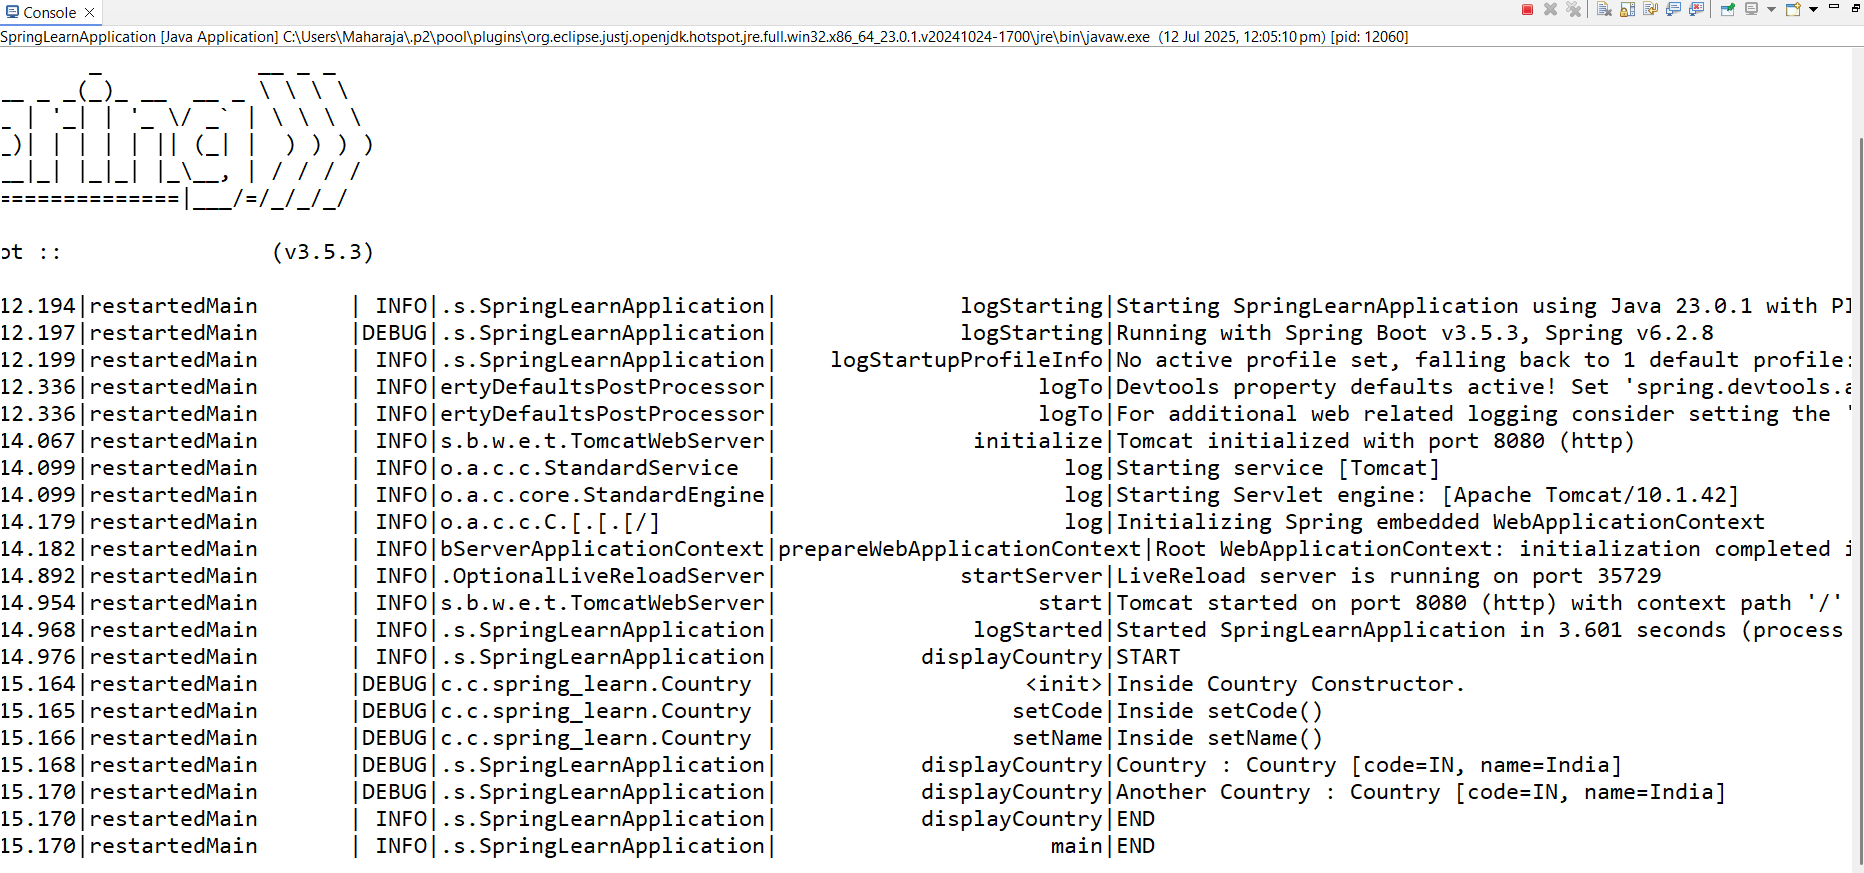 Console
SpringLearnApplication [Java Application] C:\Users\Maharaja\.p2\pool\plugins\org.eclipse.justj.openjdk.hotspot.jre.full.win32.x86_64_23.0.1.v20241024-1700\jre\bin\javaw.exe (12 Jul 2025, 12:05:10 pm) [pid: 12060]
            _            __ _ _
__ _ _(_)_ __  __ _ \ \ \ \
_ | '_| | '_ \/ _` | \ \ \ \
_)| | | | | || (_| |  ) ) ) )
__|_| |_|_| |_\__, | / / / /
==============|___/=/_/_/_/
ot :: (v3.5.3)
12.194|restartedMain | INFO|.s.SpringLearnApplication| logStarting|Starting SpringLearnApplication using Java 23.0.1 with PI
12.197|restartedMain |DEBUG|.s.SpringLearnApplication| logStarting|Running with Spring Boot v3.5.3, Spring v6.2.8
12.199|restartedMain | INFO|.s.SpringLearnApplication| logStartupProfileInfo|No active profile set, falling back to 1 default profile:
12.336|restartedMain | INFO|ertyDefaultsPostProcessor| logTo|Devtools property defaults active! Set 'spring.devtools.a
12.336|restartedMain | INFO|ertyDefaultsPostProcessor| logTo|For additional web related logging consider setting the '
14.067|restartedMain | INFO|s.b.w.e.t.TomcatWebServer| initialize|Tomcat initialized with port 8080 (http)
14.099|restartedMain | INFO|o.a.c.c.StandardService | log|Starting service [Tomcat]
14.099|restartedMain | INFO|o.a.c.core.StandardEngine| log|Starting Servlet engine: [Apache Tomcat/10.1.42]
14.179|restartedMain | INFO|o.a.c.c.C.[.[.[/] | log|Initializing Spring embedded WebApplicationContext
14.182|restartedMain | INFO|bServerApplicationContext|prepareWebApplicationContext|Root WebApplicationContext: initialization completed i
14.892|restartedMain | INFO|.OptionalLiveReloadServer| startServer|LiveReload server is running on port 35729
14.954|restartedMain | INFO|s.b.w.e.t.TomcatWebServer| start|Tomcat started on port 8080 (http) with context path '/'
14.968|restartedMain | INFO|.s.SpringLearnApplication| logStarted|Started SpringLearnApplication in 3.601 seconds (process
14.976|restartedMain | INFO|.s.SpringLearnApplication| displayCountry|START
15.164|restartedMain |DEBUG|c.c.spring_learn.Country | <init>|Inside Country Constructor.
15.165|restartedMain |DEBUG|c.c.spring_learn.Country | setCode|Inside setCode()
15.166|restartedMain |DEBUG|c.c.spring_learn.Country | setName|Inside setName()
15.168|restartedMain |DEBUG|.s.SpringLearnApplication| displayCountry|Country : Country [code=IN, name=India]
15.170|restartedMain |DEBUG|.s.SpringLearnApplication| displayCountry|Another Country : Country [code=IN, name=India]
15.170|restartedMain | INFO|.s.SpringLearnApplication| displayCountry|END
15.170|restartedMain | INFO|.s.SpringLearnApplication| main|END